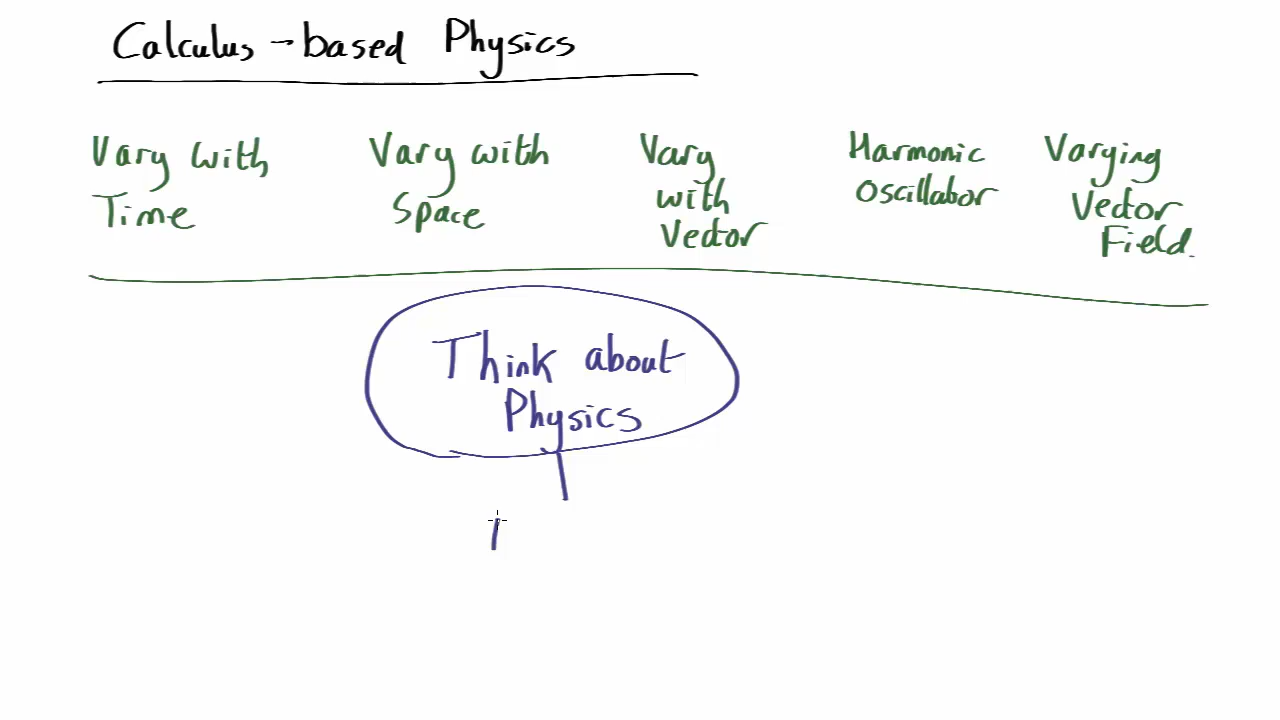 Calculus - based Physics
Vary with
Time
Vary with
Space
Vary
with
Vector
Harmonic
Oscillator
Varying
Vector
Field.
Think about
Physics